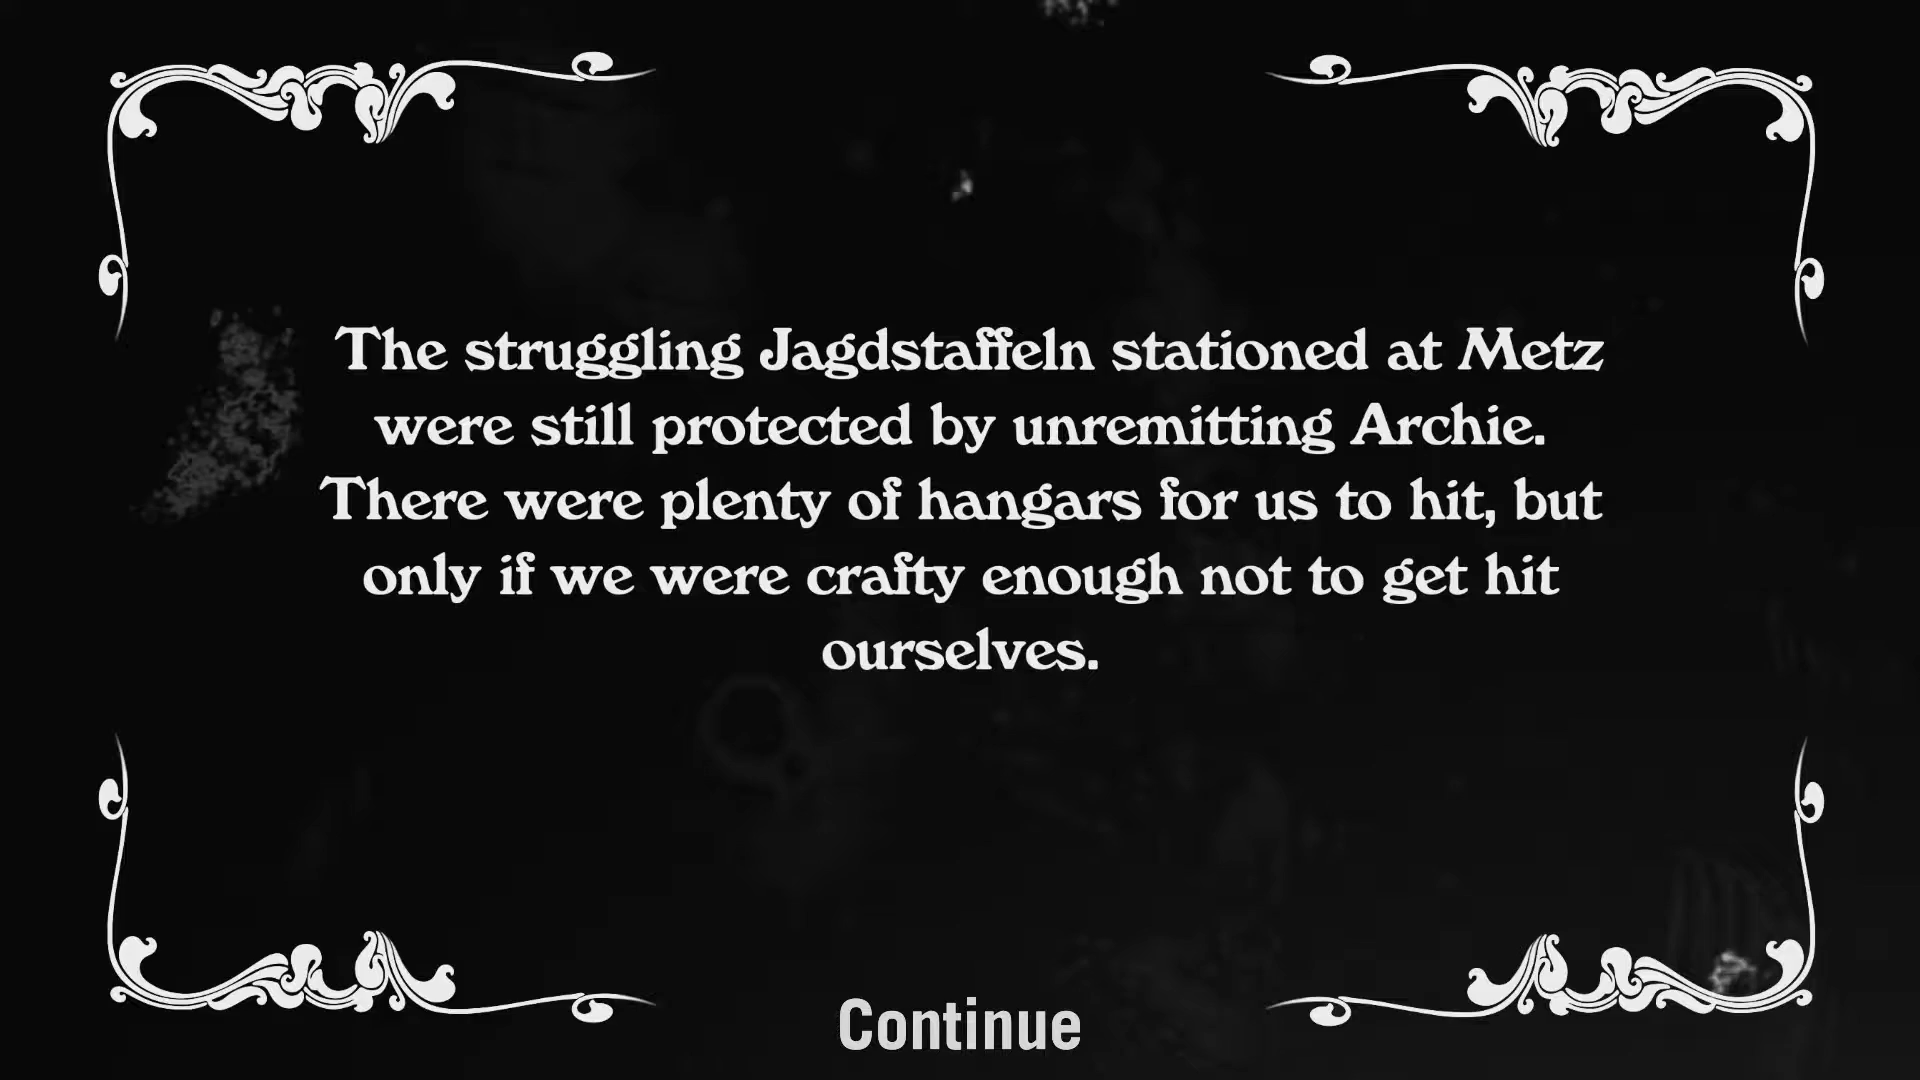 The struggling Jagdstaffeln stationed at Metz
were still protected by unremitting Archie.
There were plenty of hangars for us to hit, but
only if we were crafty enough not to get hit
ourselves.
Continue